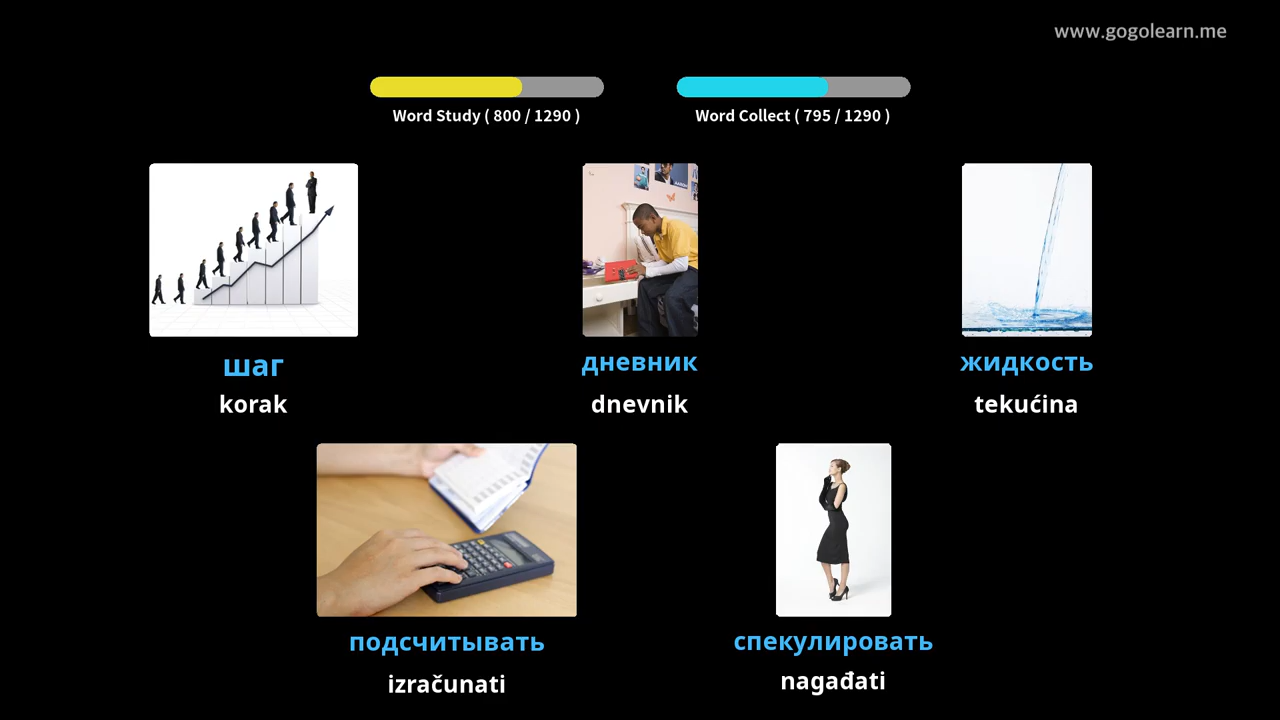 www.gogolearn.me
Word Study ( 800 / 1290 )
Word Collect ( 795 / 1290 )
шаг
korak
дневник
dnevnik
жидкость
tekućina
подсчитывать
izračunati
спекулировать
nagađati